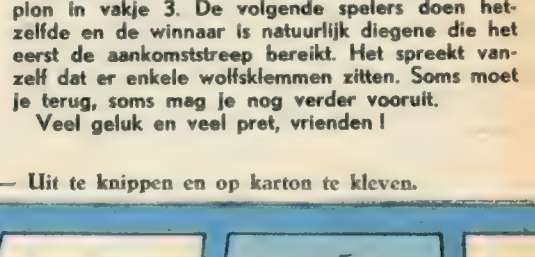 pion in vakje 3. De volgende spelers doen het-
zelfde en de winnaar is natuurlijk diegene die het
eerst de aankomststreep bereikt. Het spreekt van-
zelf dat er enkele wolfsklemmen zitten. Soms moet
je terug, soms mag je nog verder vooruit.
Veel geluk en veel pret, vrienden !
— Uit te knippen en op karton te kleven.